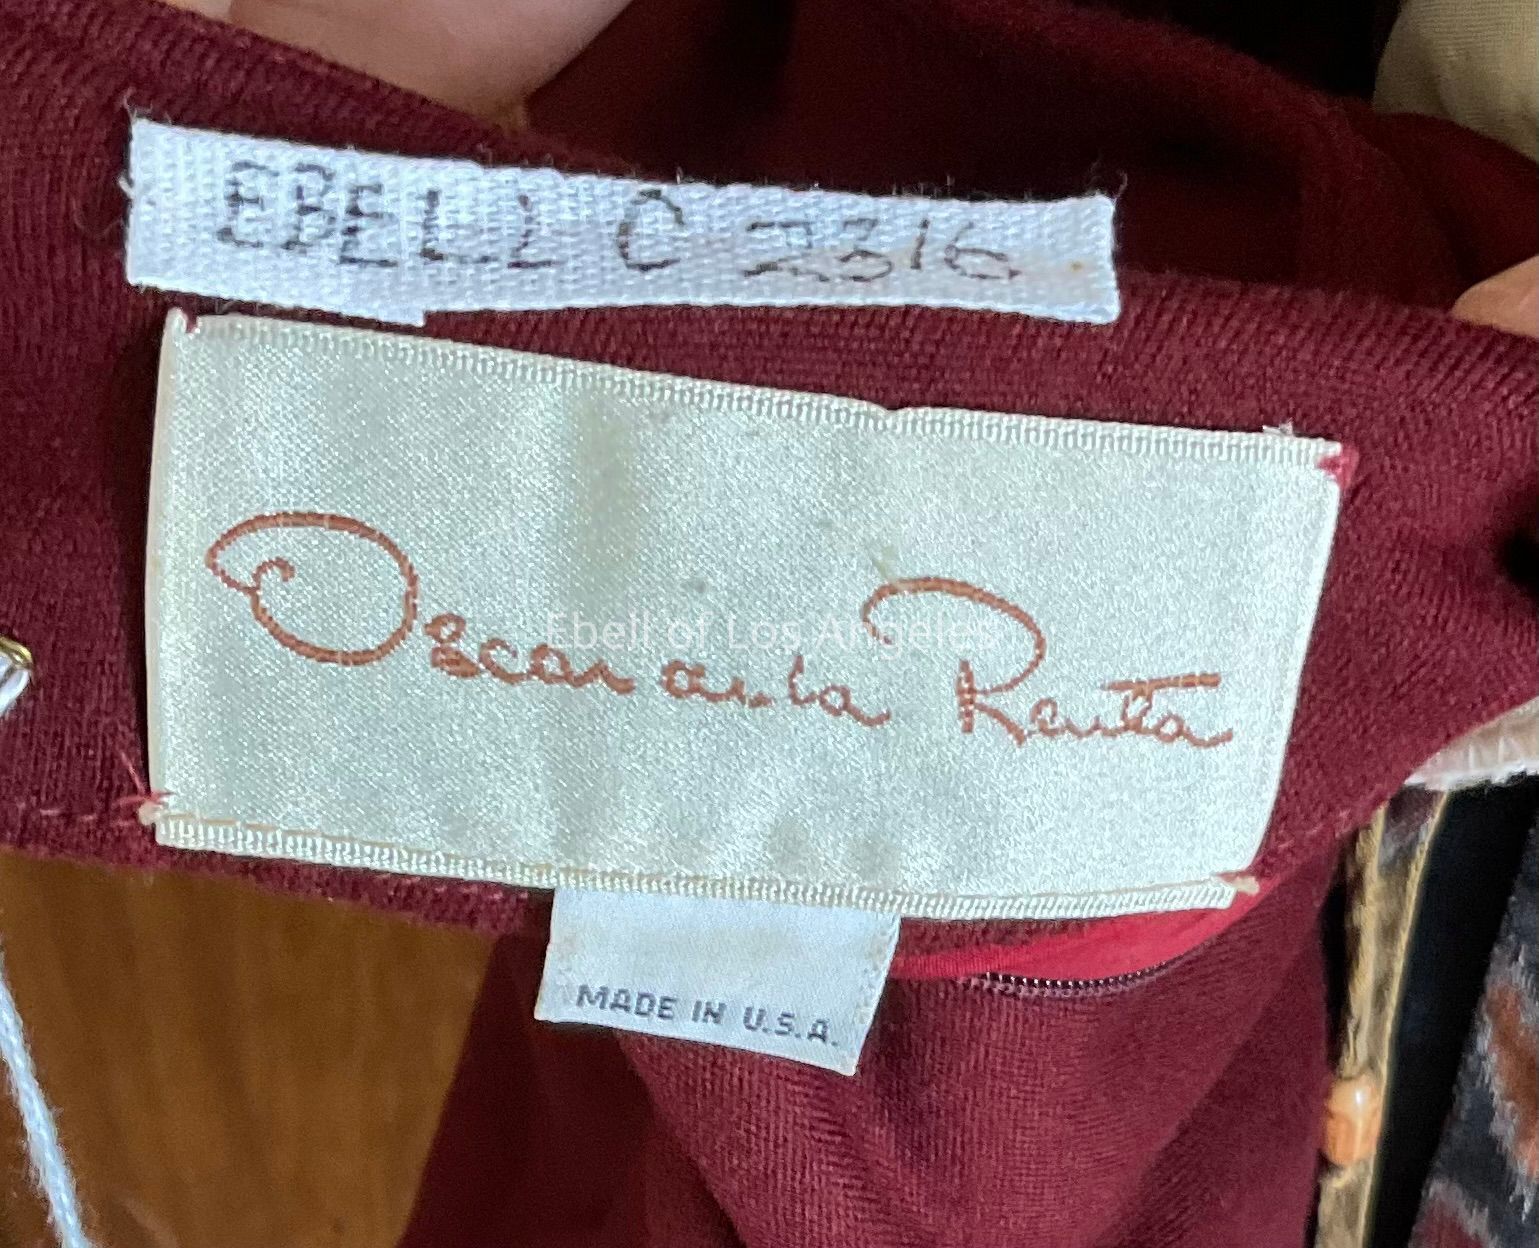 EBELL C 2316
Oscar de la Renta
Ebell of Los Angeles
MADE IN U.S.A.